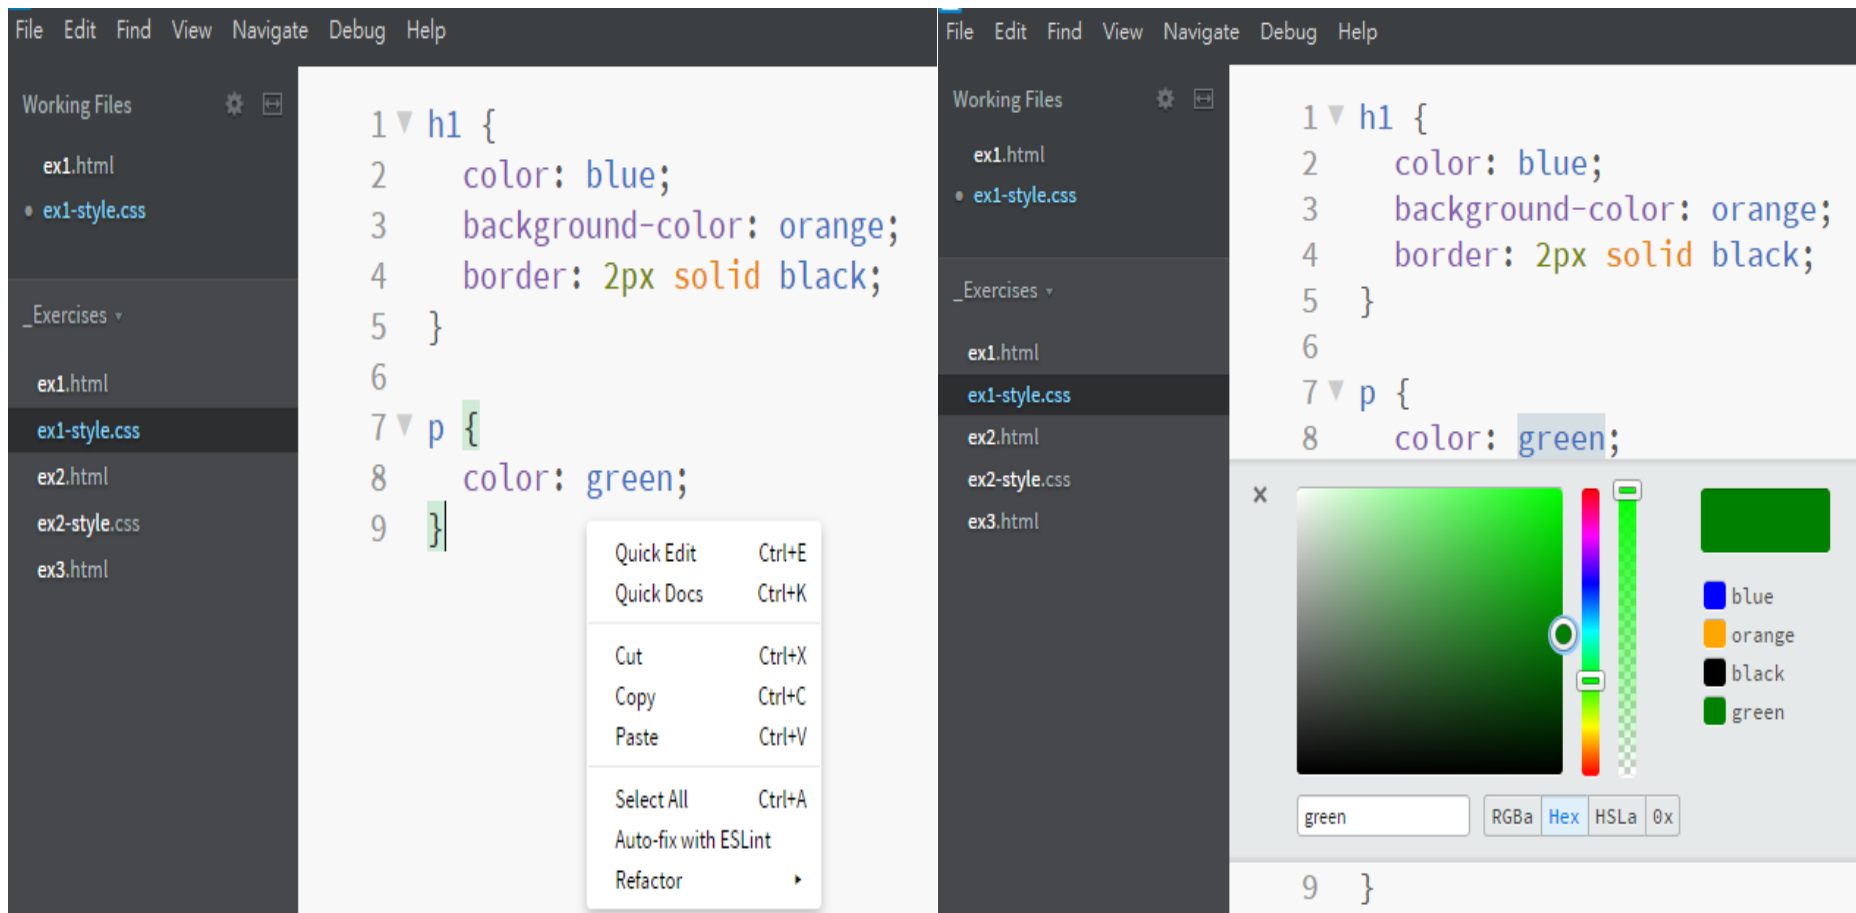 File Edit Find View Navigate Debug Help
Working Files
ex1.html
ex1-style.css
_Exercises
ex1.html
ex1-style.css
ex2.html
ex2-style.css
ex3.html
1 h1 {
2 color: blue;
3 background-color: orange;
4 border: 2px solid black;
5 }
6
7 p {
8 color: green;
9 }
Quick Edit Ctrl+E
Quick Docs Ctrl+K
Cut Ctrl+X
Copy Ctrl+C
Paste Ctrl+V
Select All Ctrl+A
Auto-fix with ESLint
Refactor
File Edit Find View Navigate Debug Help
Working Files
ex1.html
ex1-style.css
_Exercises
ex1.html
ex1-style.css
ex2.html
ex2-style.css
ex3.html
1 h1 {
2 color: blue;
3 background-color: orange;
4 border: 2px solid black;
5 }
6
7 p {
8 color: green;
blue
orange
black
green
green RGBa Hex HSLa 0x
9 }